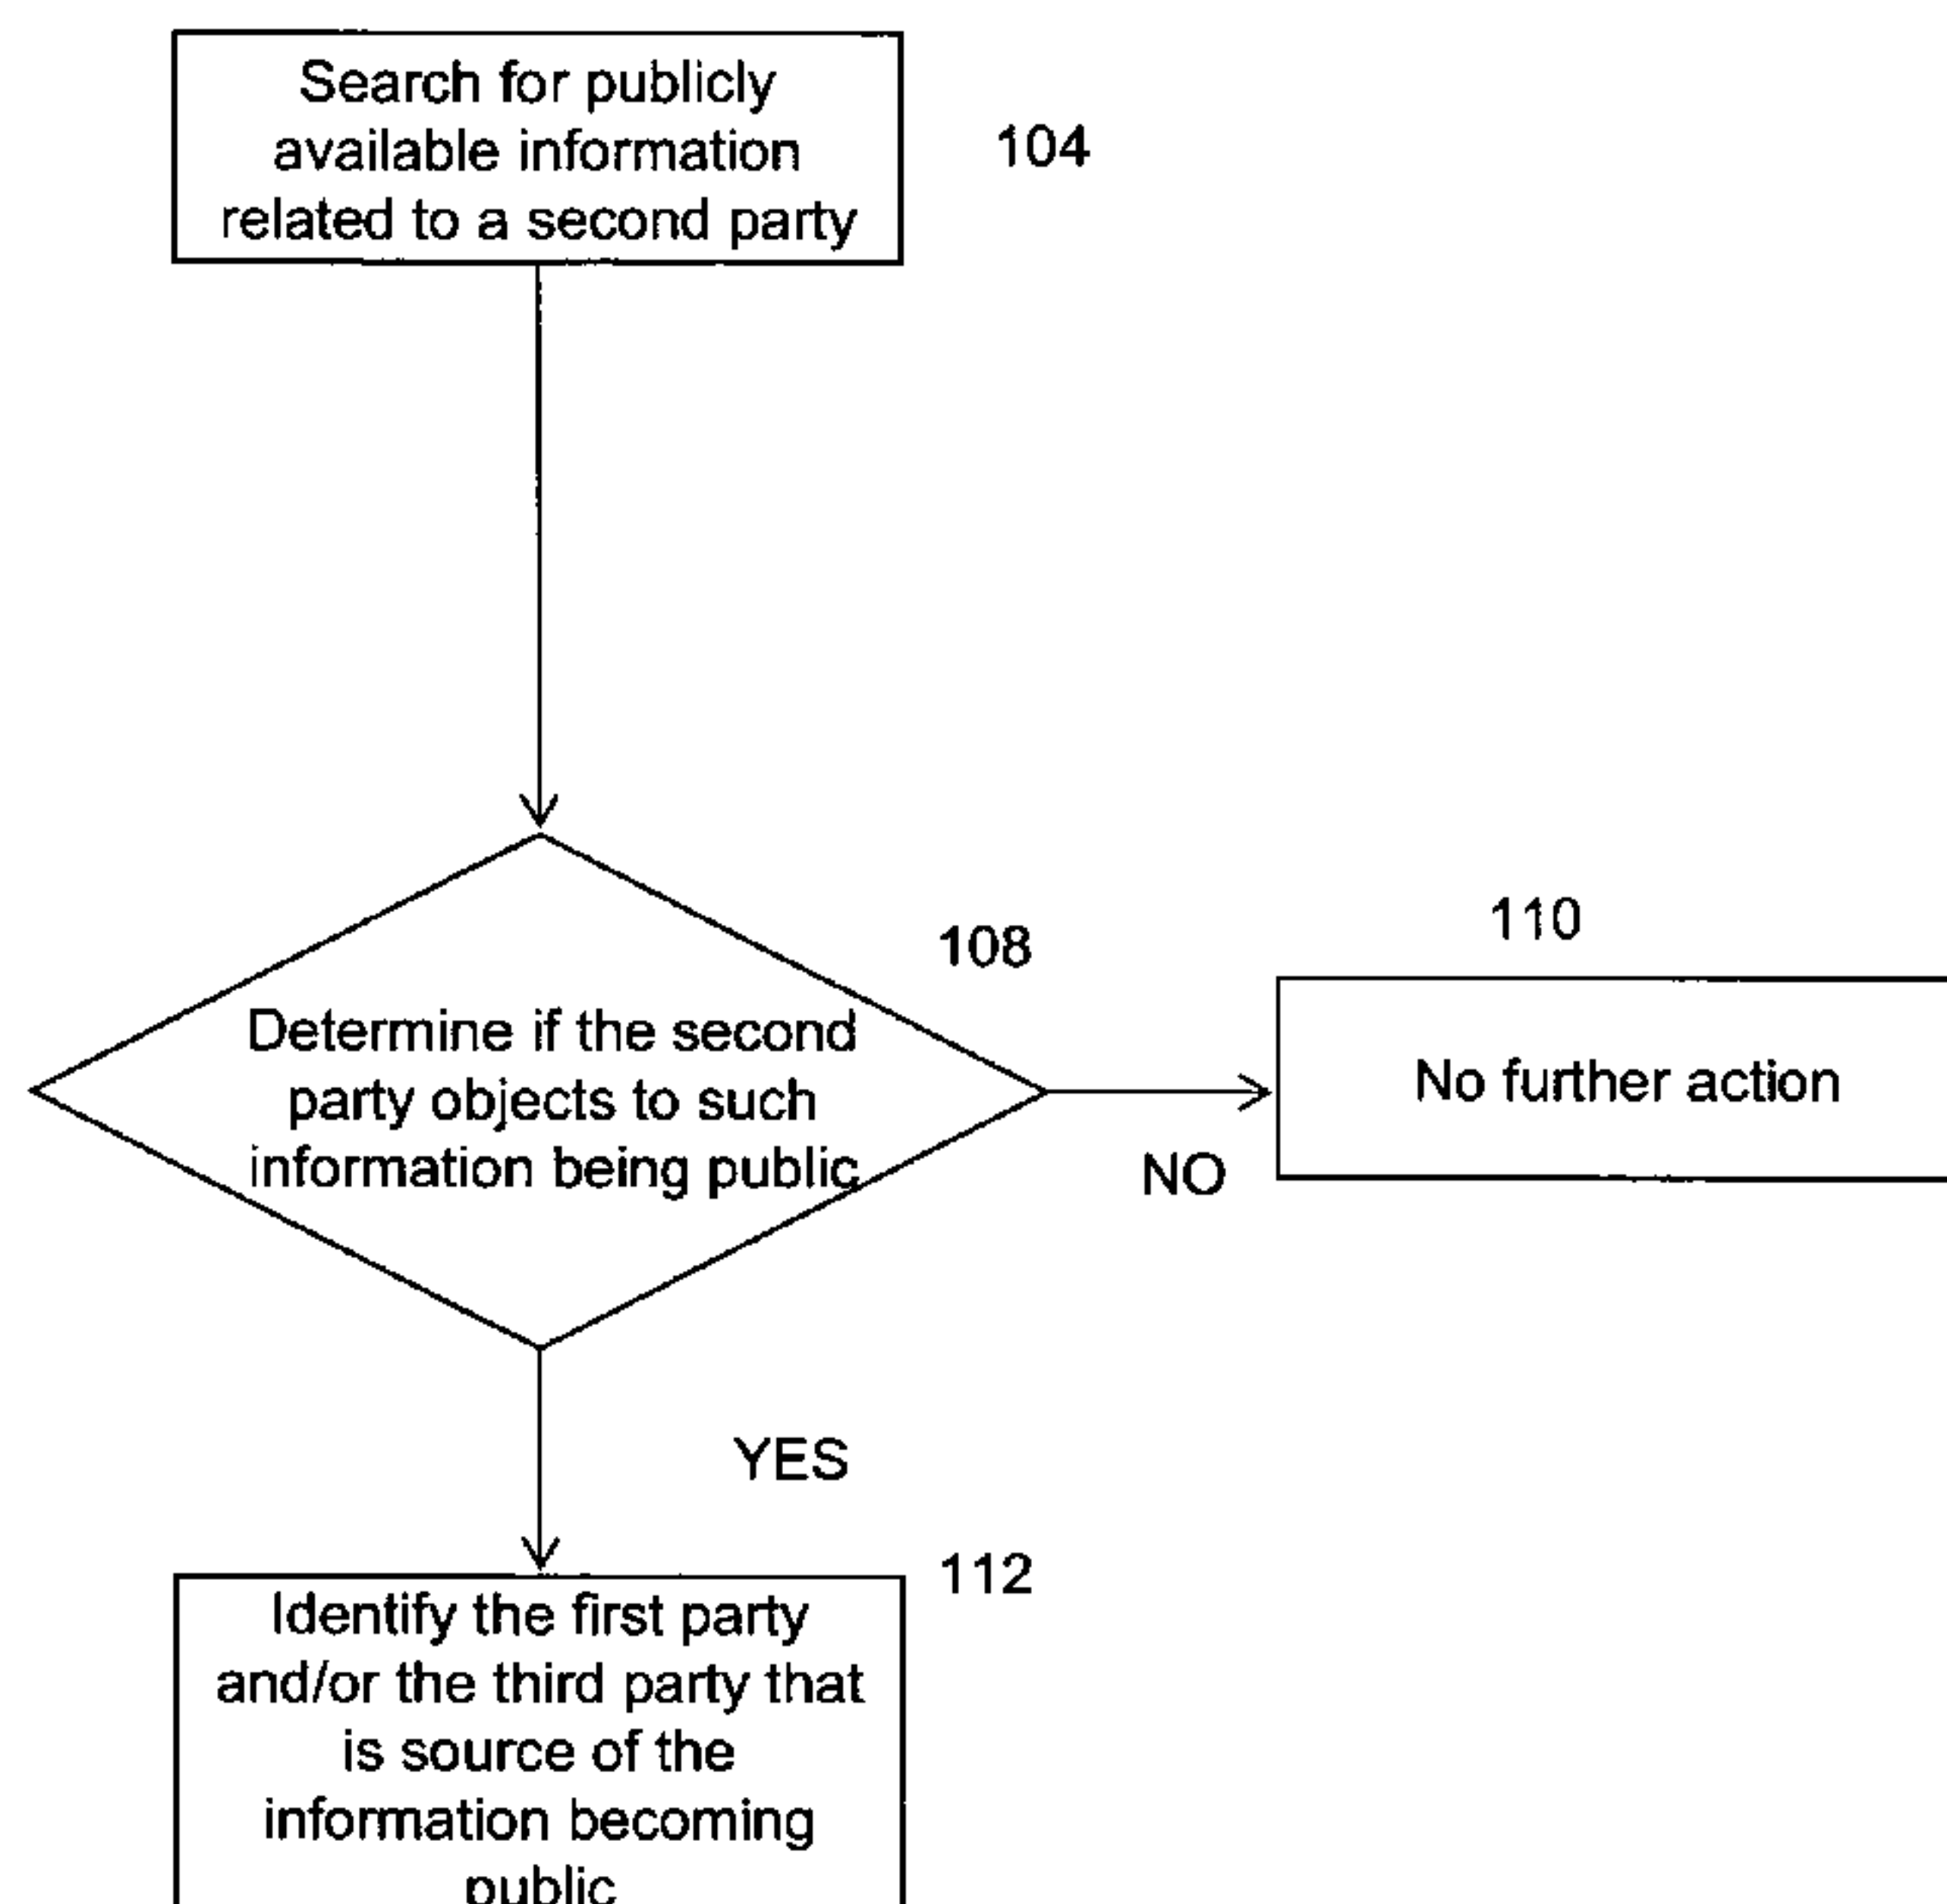 Search for publicly
available information
related to a second party
104
108
Determine if the second
party objects to such
information being public
110
No further action
NO
YES
112
Identify the first party
and/or the third party that
is source of the
information becoming
public